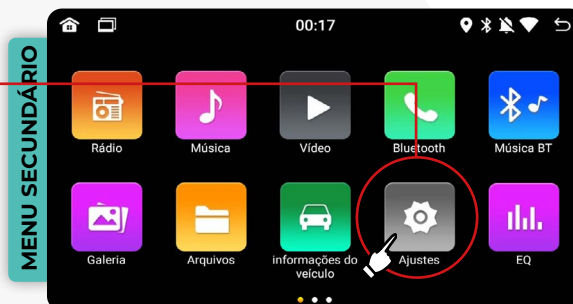 MENU SECUNDÁRIO
00:17
Rádio
Música
Vídeo
Bluetooth
Música BT
Galeria
Arquivos
informações do
veículo
Ajustes
EQ